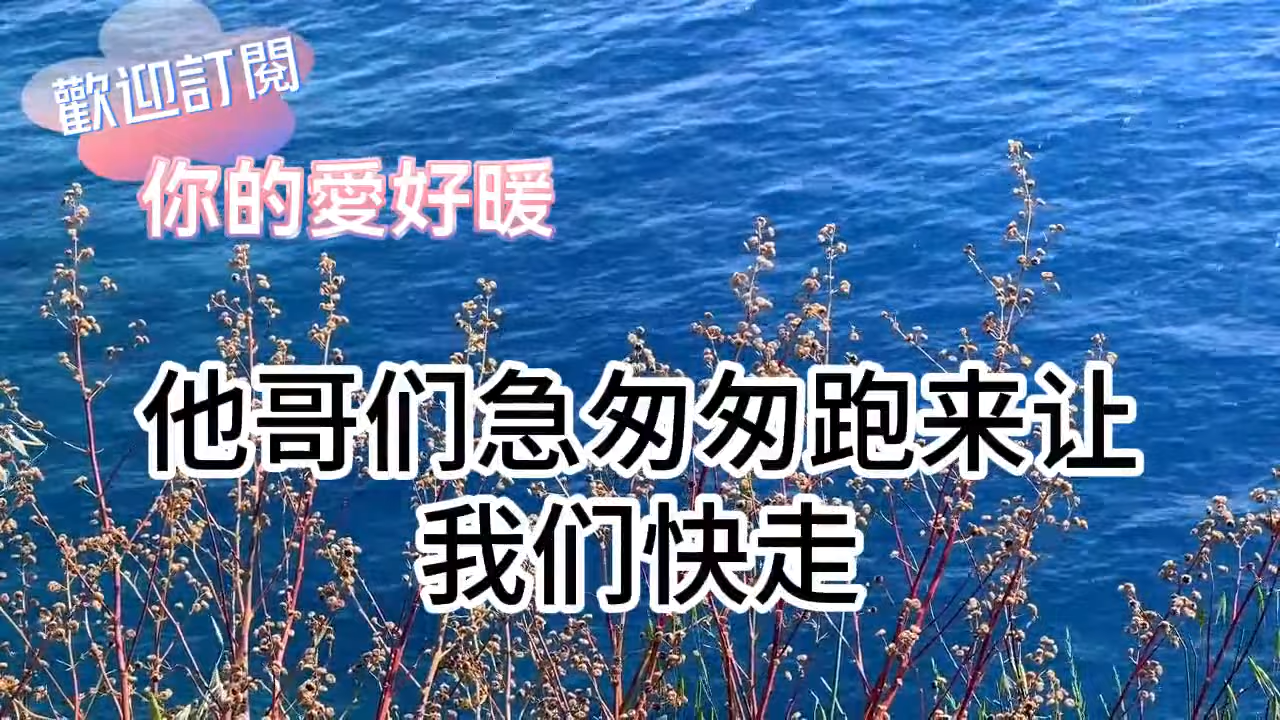 歡迎訂閱
你的愛好暖
他哥们急匆匆跑来让
我们快走